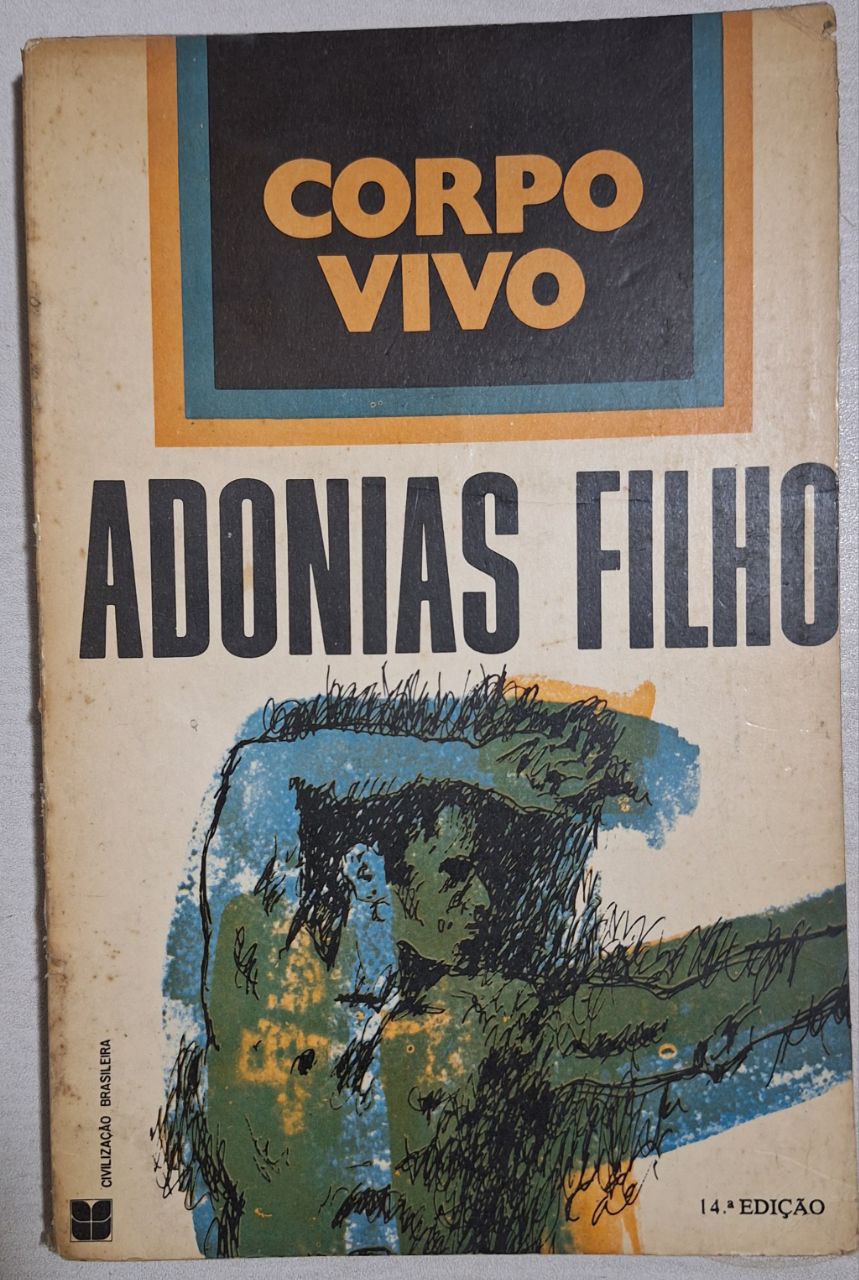 CORPO
VIVO
ADONIAS FILHO
CIVILIZAÇÃO BRASILEIRA
14.ª EDIÇÃO